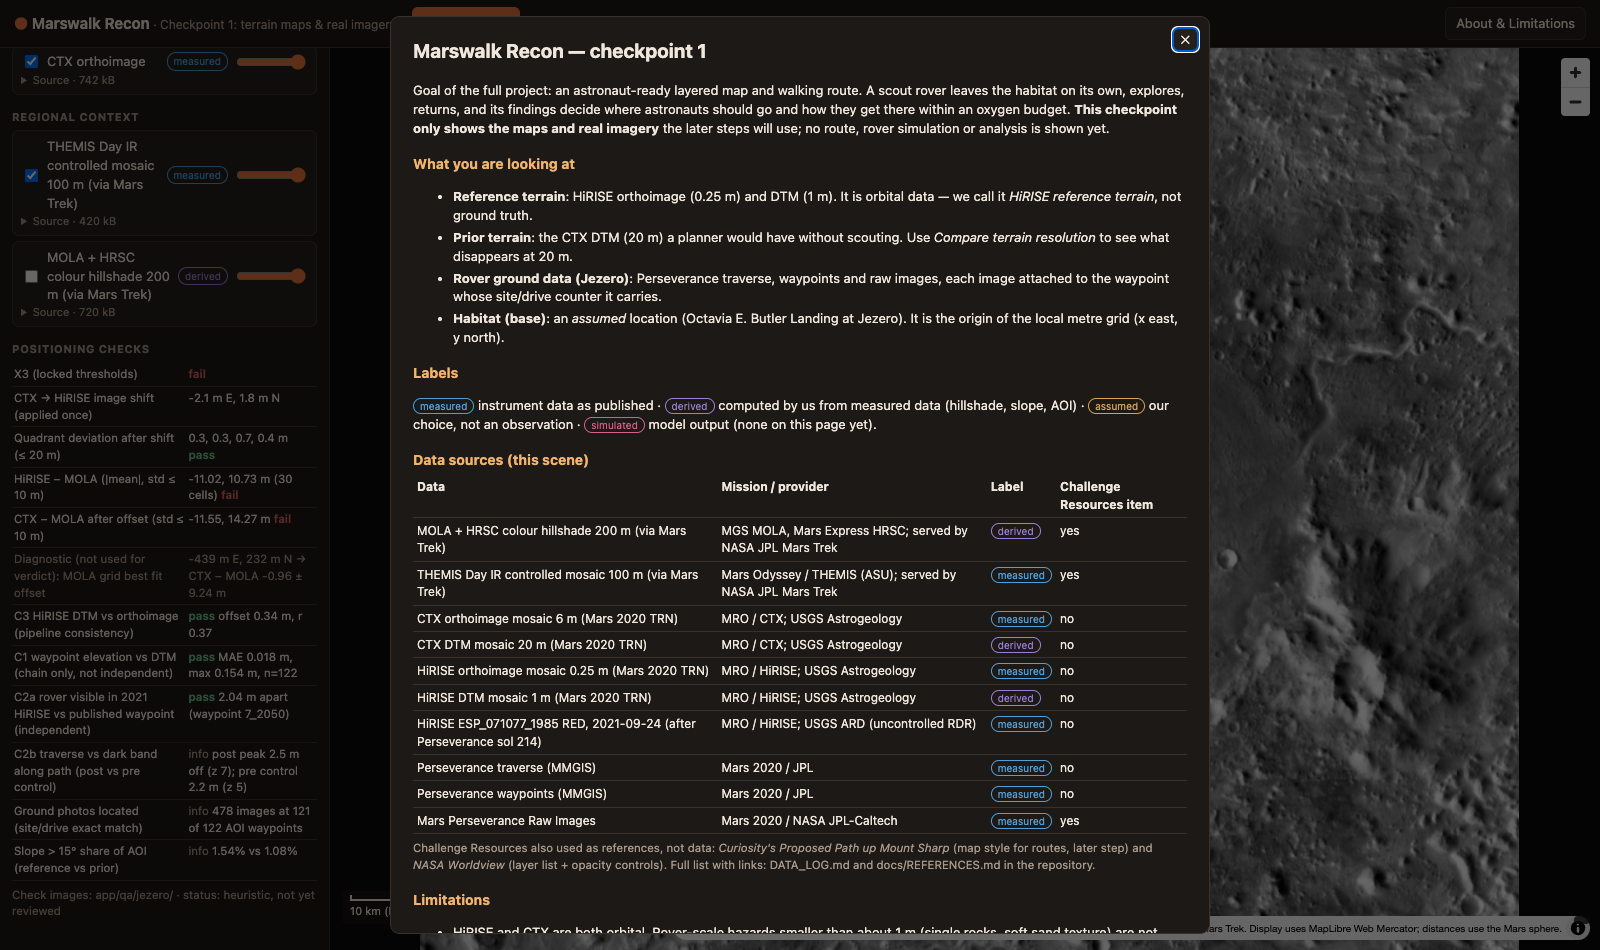 Marswalk Recon · Checkpoint 1: terrain maps & real imager
About & Limitations
CTX orthoimage
measured
Source · 742 kB
REGIONAL CONTEXT
THEMIS Day IR
controlled mosaic
100 m (via Mars
Trek)
measured
Source · 420 kB
MOLA + HRSC
colour hillshade 200
m (via Mars Trek)
derived
Source · 720 kB
POSITIONING CHECKS
X3 (locked thresholds) fail
CTX → HiRISE image shift -2.1 m E, 1.8 m N
(applied once)
Quadrant deviation after shift 0.3, 0.3, 0.7, 0.4 m
(≤ 20 m) pass
HiRISE – MOLA (|mean|, std ≤ -11.02, 10.73 m (30
10 m) cells) fail
CTX – MOLA after offset (std ≤ -11.55, 14.27 m fail
10 m)
Diagnostic (not used for -439 m E, 232 m N →
verdict): MOLA grid best fit CTX – MOLA -0.96 ±
offset 9.24 m
C3 HiRISE DTM vs orthoimage pass offset 0.34 m, r
(pipeline consistency) 0.37
C1 waypoint elevation vs DTM pass MAE 0.018 m,
(chain only, not independent) max 0.154 m, n=122
C2a rover visible in 2021 pass 2.04 m apart
HiRISE vs published waypoint (waypoint 7_2050)
(independent)
C2b traverse vs dark band info post peak 2.5 m
along path (post vs pre off (z 7); pre control
control) 2.2 m (z 5)
Ground photos located info 478 images at 121
(site/drive exact match) of 122 AOI waypoints
Slope > 15° share of AOI info 1.54% vs 1.08%
(reference vs prior)
Check images: app/qa/jezero/ · status: heuristic, not yet
reviewed
Marswalk Recon — checkpoint 1
×
Goal of the full project: an astronaut-ready layered map and walking route. A scout rover leaves the habitat on its own, explores,
returns, and its findings decide where astronauts should go and how they get there within an oxygen budget. This checkpoint
only shows the maps and real imagery the later steps will use; no route, rover simulation or analysis is shown yet.
What you are looking at
• Reference terrain: HiRISE orthoimage (0.25 m) and DTM (1 m). It is orbital data — we call it HiRISE reference terrain, not
ground truth.
• Prior terrain: the CTX DTM (20 m) a planner would have without scouting. Use Compare terrain resolution to see what
disappears at 20 m.
• Rover ground data (Jezero): Perseverance traverse, waypoints and raw images, each image attached to the waypoint
whose site/drive counter it carries.
• Habitat (base): an assumed location (Octavia E. Butler Landing at Jezero). It is the origin of the local metre grid (x east,
y north).
Labels
measured instrument data as published · derived computed by us from measured data (hillshade, slope, AOI) · assumed our
choice, not an observation · simulated model output (none on this page yet).
Data sources (this scene)
Data Mission / provider Label Challenge
Resources item
MOLA + HRSC colour hillshade 200 m (via Mars MGS MOLA, Mars Express HRSC; served by derived yes
Trek) NASA JPL Mars Trek
THEMIS Day IR controlled mosaic 100 m (via Mars Mars Odyssey / THEMIS (ASU); served by measured yes
Trek) NASA JPL Mars Trek
CTX orthoimage mosaic 6 m (Mars 2020 TRN) MRO / CTX; USGS Astrogeology measured no
CTX DTM mosaic 20 m (Mars 2020 TRN) MRO / CTX; USGS Astrogeology derived no
HiRISE orthoimage mosaic 0.25 m (Mars 2020 TRN) MRO / HiRISE; USGS Astrogeology measured no
HiRISE DTM mosaic 1 m (Mars 2020 TRN) MRO / HiRISE; USGS Astrogeology derived no
HiRISE ESP_071077_1985 RED, 2021-09-24 (after MRO / HiRISE; USGS ARD (uncontrolled RDR) measured no
Perseverance sol 214)
Perseverance traverse (MMGIS) Mars 2020 / JPL measured no
Perseverance waypoints (MMGIS) Mars 2020 / JPL measured no
Mars Perseverance Raw Images Mars 2020 / NASA JPL-Caltech measured yes
Challenge Resources also used as references, not data: Curiosity's Proposed Path up Mount Sharp (map style for routes, later step) and
NASA Worldview (layer list + opacity controls). Full list with links: DATA_LOG.md and docs/REFERENCES.md in the repository.
Limitations
• HiRISE and CTX are both orbital. Rover-scale hazards smaller than about 1 m (single rocks, soft sand texture) are not
+
−
10 km
ars Trek. Display uses MapLibre Web Mercator; distances use the Mars sphere.